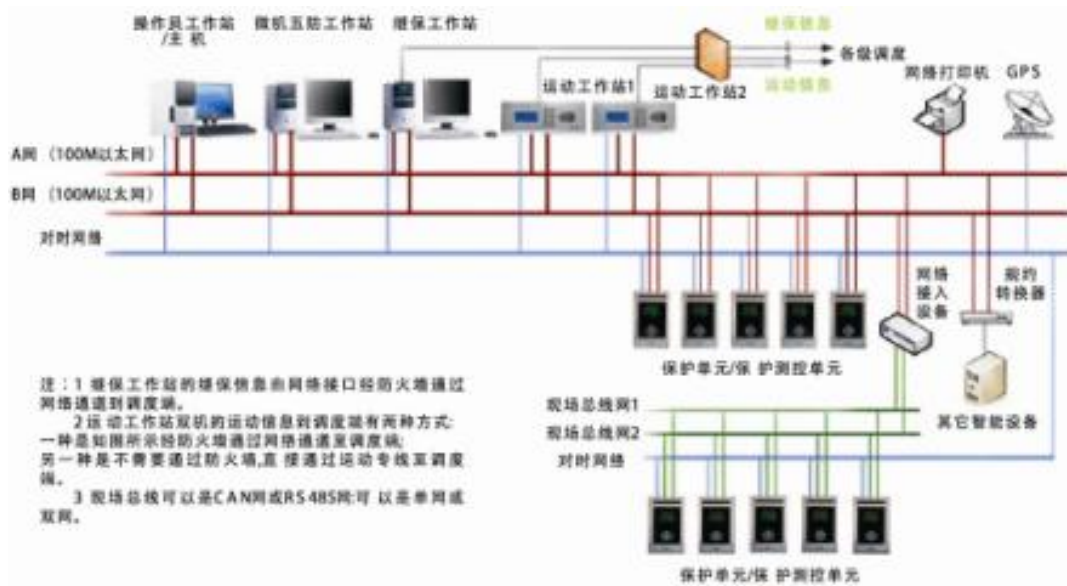 操作员工作站
/主 机
微机五防工作站
继保工作站
继保信息
各级调度
运动信息
运动工作站1
运动工作站2
网络打印机
GPS
A网（100M以太网）
B网（100M以太网）
对时网络
网络
接入
设备
规约
转换器
保护单元/保 护测控单元
其它智能设备
现场总线网1
现场总线网2
对时网络
保护单元/保 护测控单元
注：1 继保工作站的继保信息由网络接口经防火墙通过
网络通道到调度端。
2 运动工作站双机的运动信息到调度端有两种方式:
一种是如图所示经防火墙通过网络通道至调度端;
另一种是不需要通过防火墙,直 接通过运动专线至调度
端。
3 现场总线可以是CAN网或RS485网:可 以是单网或
双网。